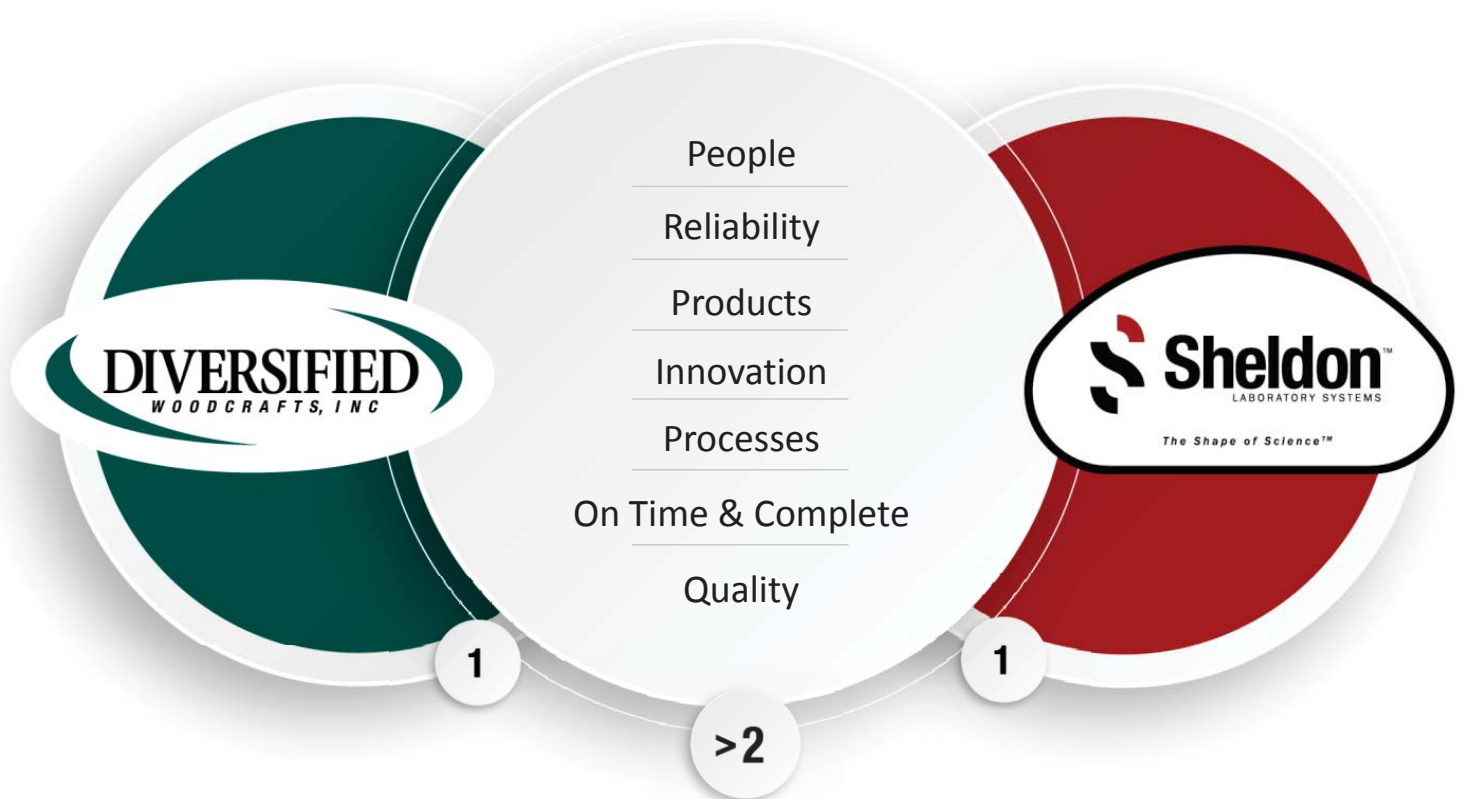 People
Reliability
Products
Innovation
Processes
On Time & Complete
Quality
DIVERSIFIED
WOODCRAFTS, INC
Sheldon™
LABORATORY SYSTEMS
The Shape of Science™
1
1
>2